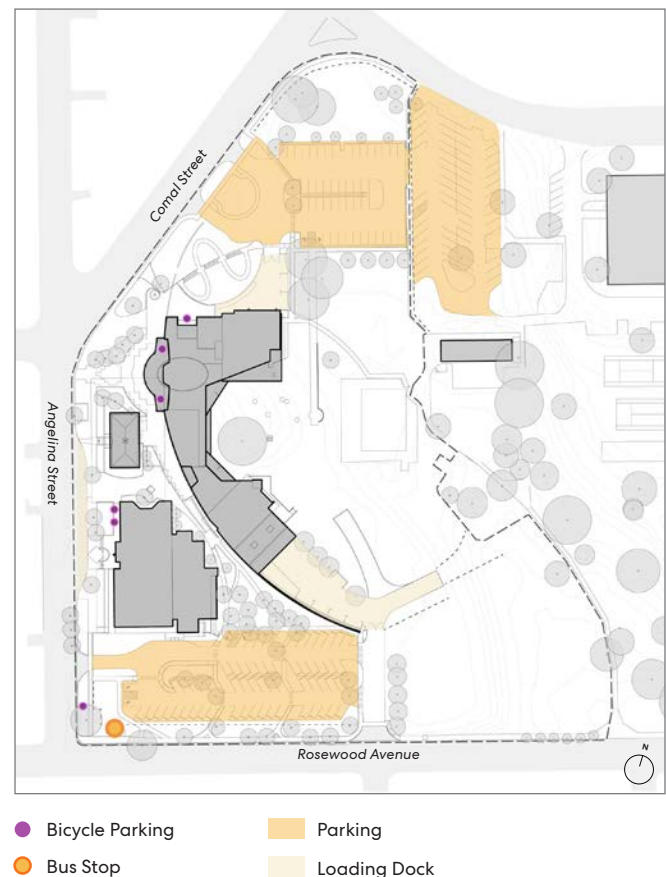 Comal Street
Angelina Street
Rosewood Avenue
N
Bicycle Parking
Parking
Bus Stop
Loading Dock